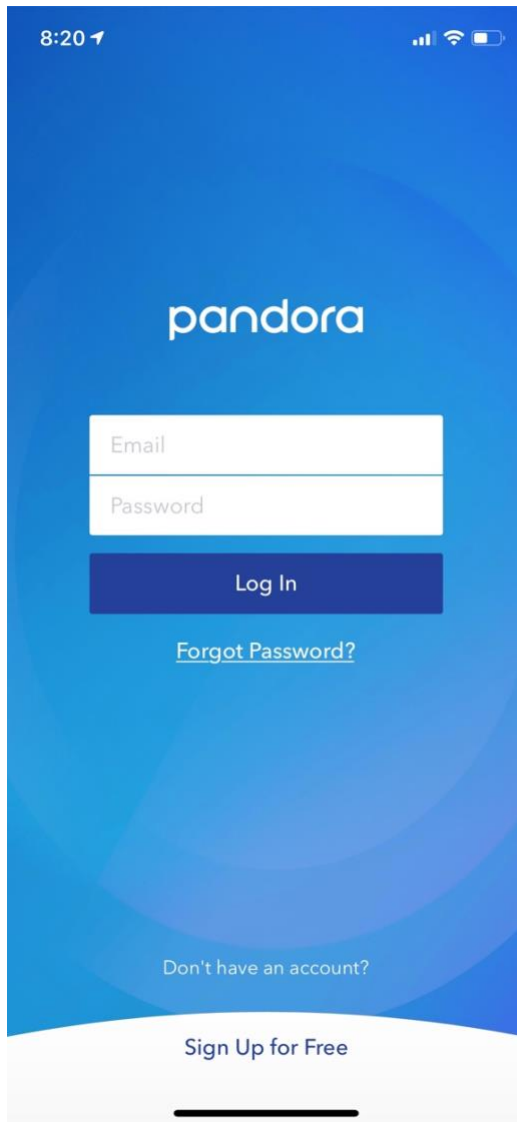 8:20
pandora
Email
Password
Log In
Forgot Password?
Don't have an account?
Sign Up for Free